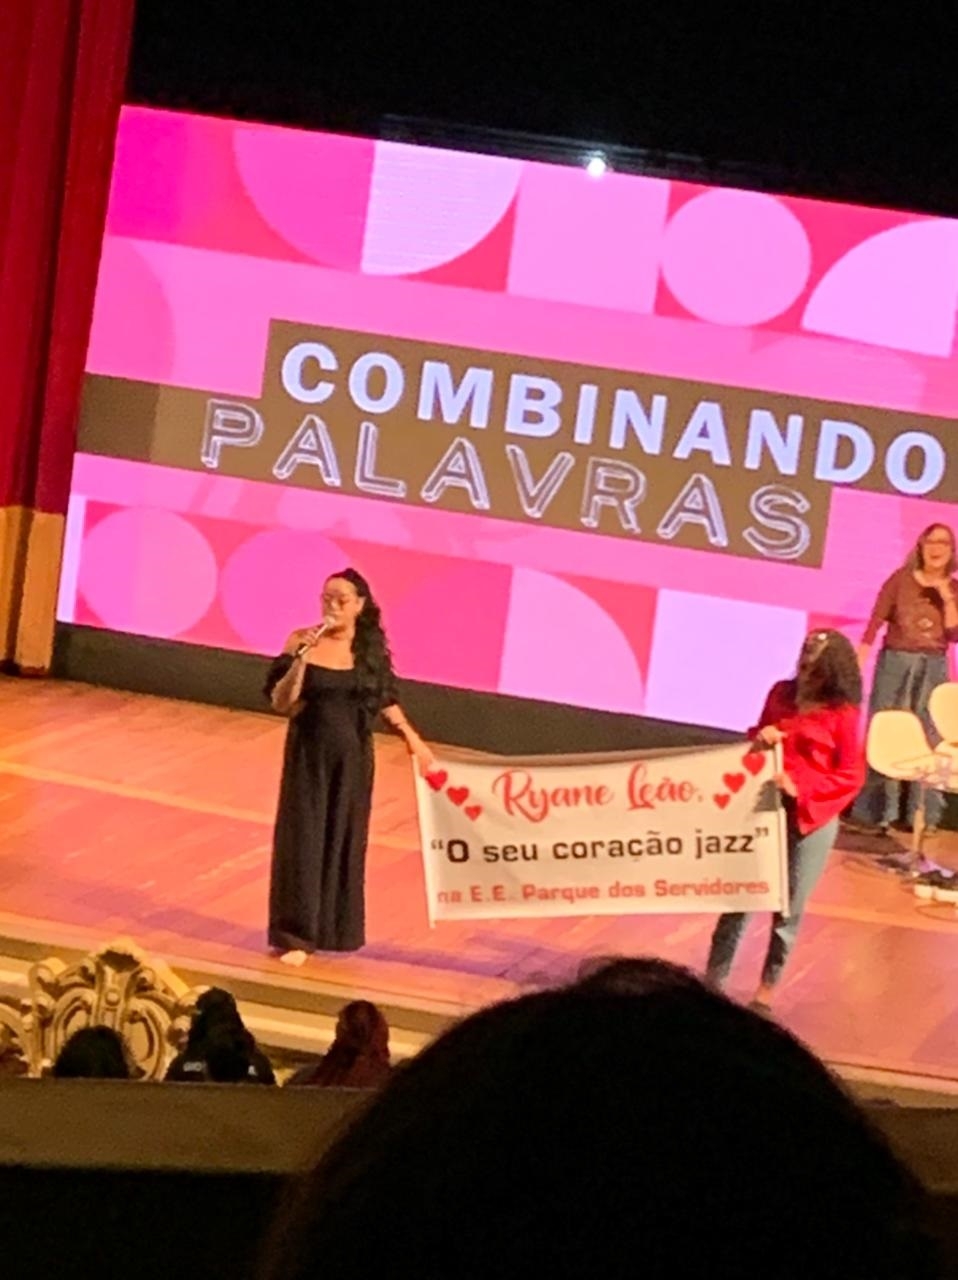 COMBINANDO
PALAVRAS
Ryane Leão,
"O seu coração jazz"
na E.E. Parque dos Servidores